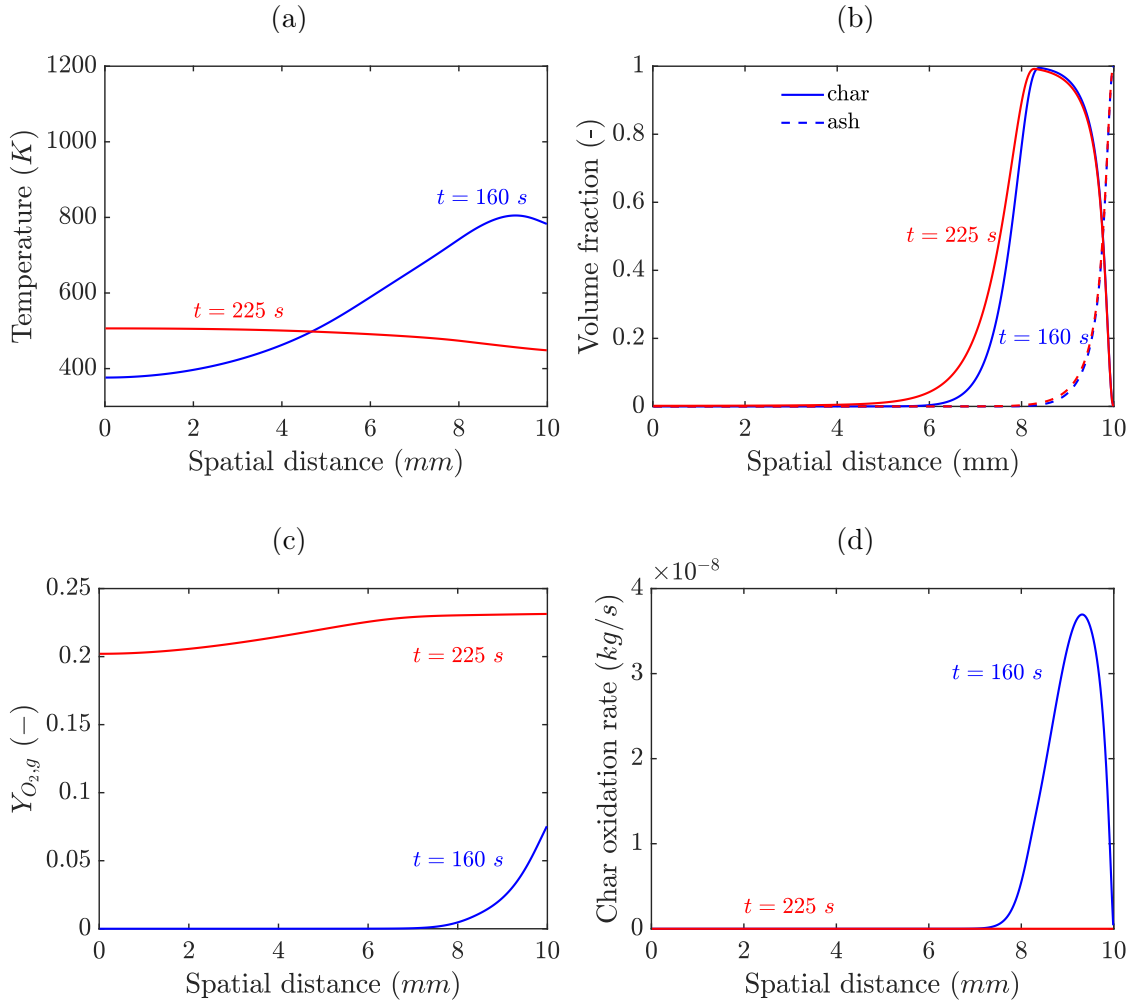 (a)
1200
1000
800
600
400
0 2 4 6 8 10
Temperature (K)
Spatial distance (mm)
t = 160 s
t = 225 s
(b)
1
0.8
0.6
0.4
0.2
0
0 2 4 6 8 10
Volume fraction (-)
Spatial distance (mm)
char
ash
t = 225 s
t = 160 s
(c)
0.25
0.2
0.15
0.1
0.05
0
0 2 4 6 8 10
Y_{O_2,g} (−)
Spatial distance (mm)
t = 225 s
t = 160 s
(d)
×10^{-8}
4
3
2
1
0
0 2 4 6 8 10
Char oxidation rate (kg/s)
Spatial distance (mm)
t = 160 s
t = 225 s